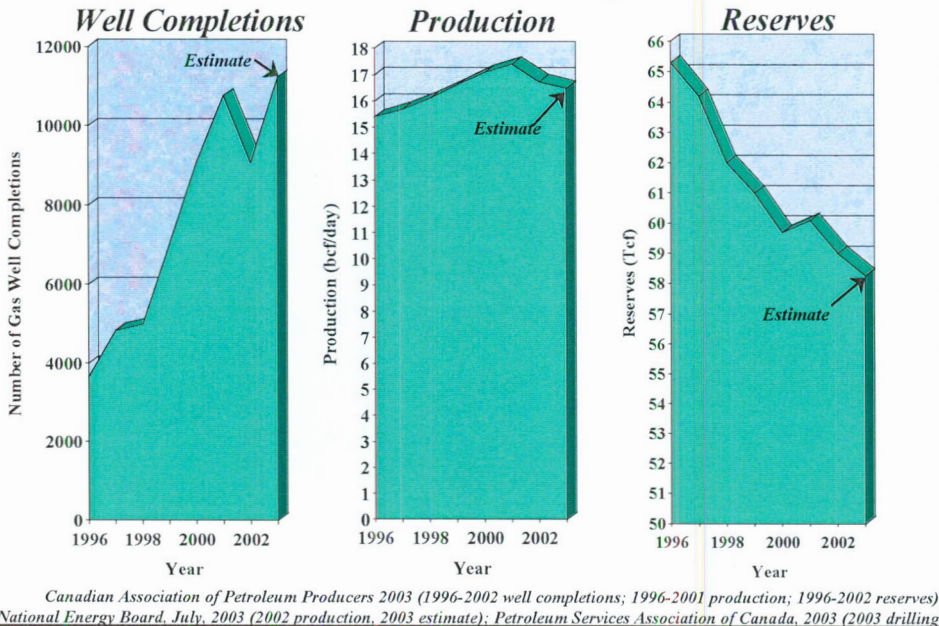 Well Completions
Number of Gas Well Completions
12000
10000
8000
6000
4000
2000
0
Estimate
1996 1998 2000 2002
Year
Production
Production (bcf/day)
18
17
16
15
14
13
12
11
10
9
8
7
6
5
4
3
2
1
0
Estimate
1996 1998 2000 2002
Year
Reserves
Reserves (Tcf)
66
65
64
63
62
61
60
59
58
57
56
55
54
53
52
51
50
Estimate
1996 1998 2000 2002
Year
Canadian Association of Petroleum Producers 2003 (1996-2002 well completions; 1996-2001 production; 1996-2002 reserves)
National Energy Board, July, 2003 (2002 production, 2003 estimate); Petroleum Services Association of Canada, 2003 (2003 drilling